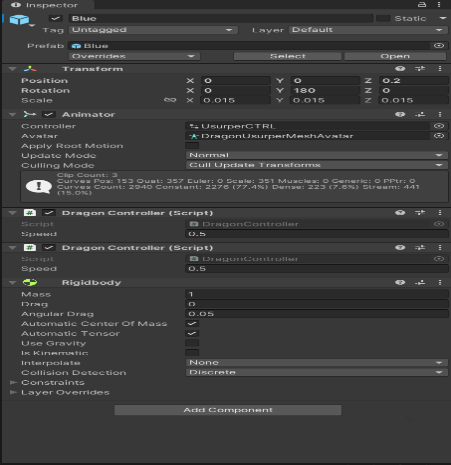 Inspector
Blue Static
Tag Untagged Layer Default
Prefab Blue
Overrides Select Open
Transform
Position X 0 Y 0 Z 0.2
Rotation X 0 Y 180 Z 0
Scale X 0.015 Y 0.015 Z 0.015
Animator
Controller UsurperCTRL
Avatar DragonUsurperMeshAvatar
Apply Root Motion
Update Mode Normal
Culling Mode Cull Update Transforms
Clip Count: 3
Curves Pos: 153 Quat: 357 Euler: 0 Scale: 351 Muscles: 0 Generic: 0 PPtr: 0
Curves Count: 2940 Constant: 2276 (77.4%) Dense: 223 (7.6%) Stream: 441
(15.0%)
# Dragon Controller (Script)
Script DragonController
Speed 0.5
# Dragon Controller (Script)
Script DragonController
Speed 0.5
Rigidbody
Mass 1
Drag 0
Angular Drag 0.05
Automatic Center Of Mass
Automatic Tensor
Use Gravity
Is Kinematic
Interpolate None
Collision Detection Discrete
Constraints
Layer Overrides
Add Component